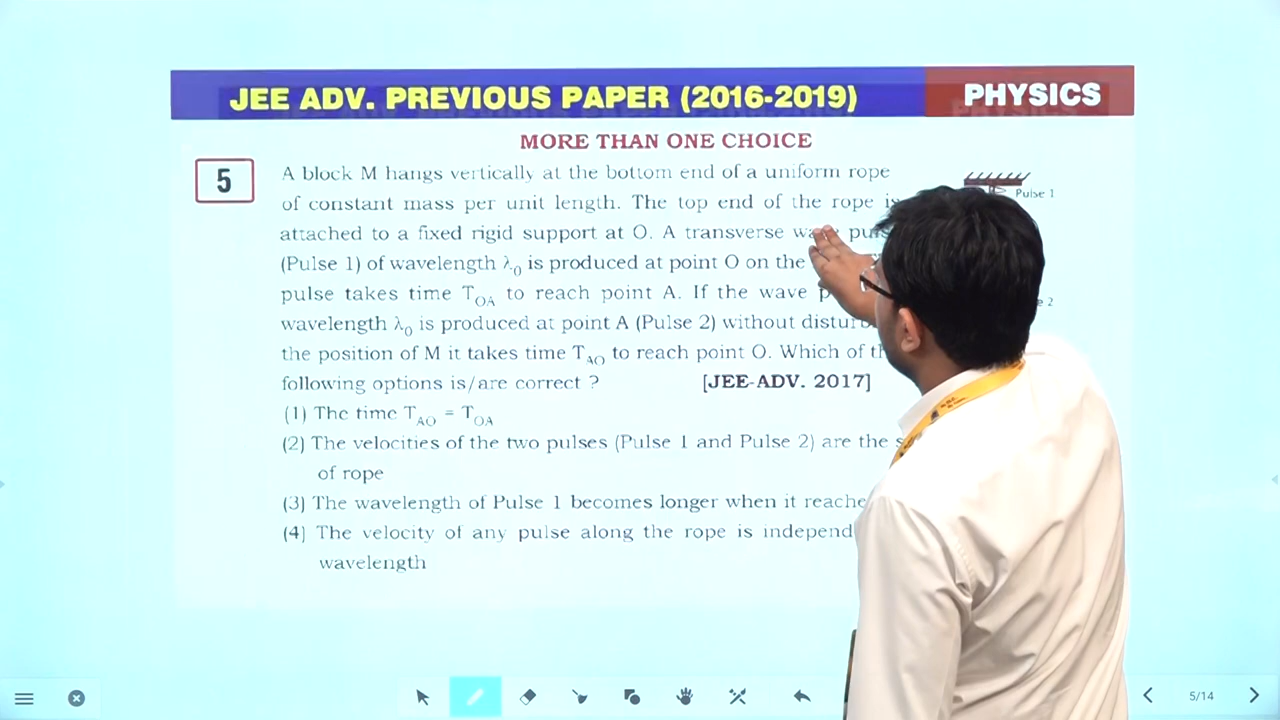 JEE ADV. PREVIOUS PAPER (2016-2019)
PHYSICS
MORE THAN ONE CHOICE
5
A block M hangs vertically at the bottom end of a uniform rope
of constant mass per unit length. The top end of the rope is
attached to a fixed rigid support at O. A transverse wave
(Pulse 1) of wavelength λ₀ is produced at point O on the
pulse takes time T_OA to reach point A. If the wave
wavelength λ₀ is produced at point A (Pulse 2) without
the position of M it takes time T_AO to reach point O. Which of
following options is/are correct ?
[JEE-ADV. 2017]
(1) The time T_AO = T_OA
(2) The velocities of the two pulses (Pulse 1 and Pulse 2) are the
of rope
(3) The wavelength of Pulse 1 becomes longer when it
(4) The velocity of any pulse along the rope is
wavelength
Pulse 1
2
5/14